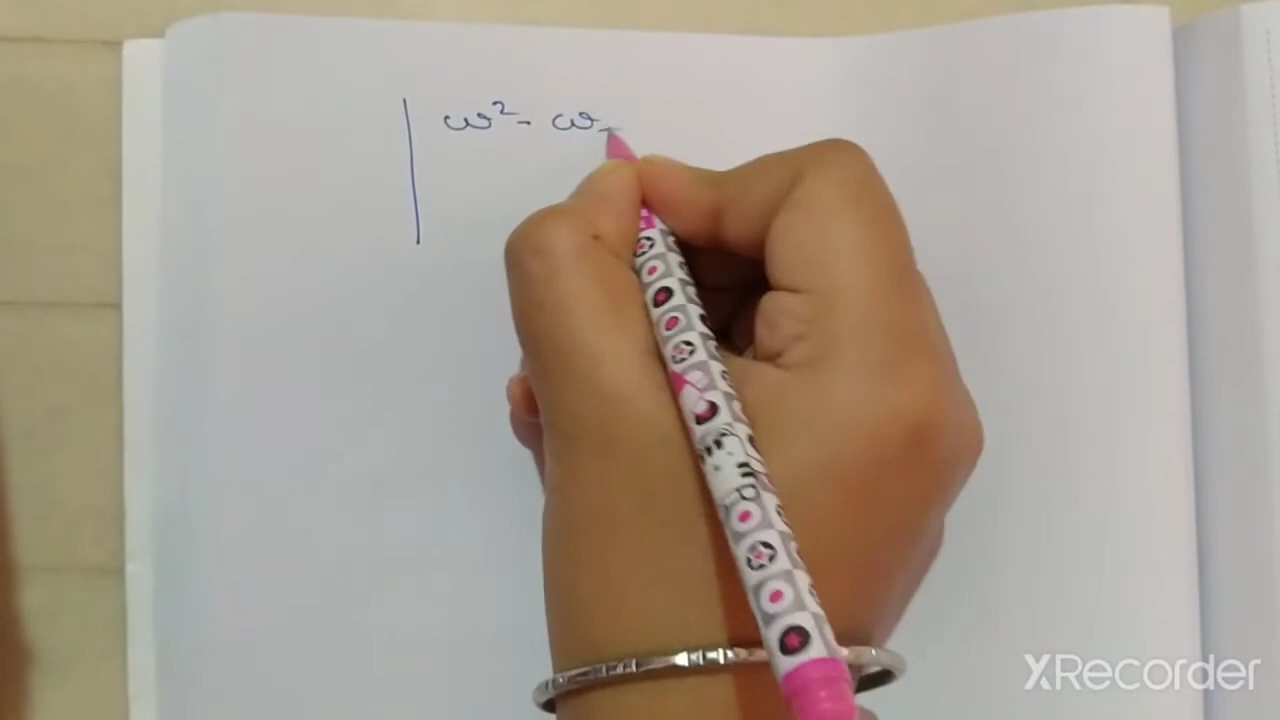 | ω² - ω -
XRecorder